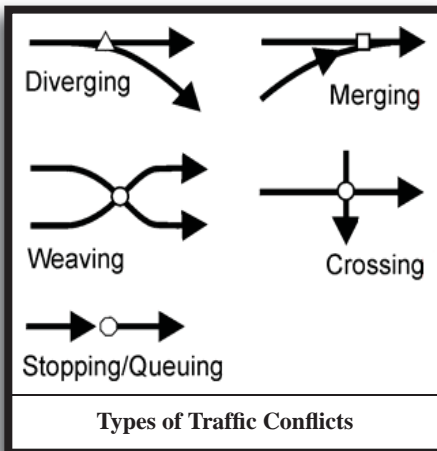 Diverging
Merging
Weaving
Crossing
Stopping/Queuing
Types of Traffic Conflicts